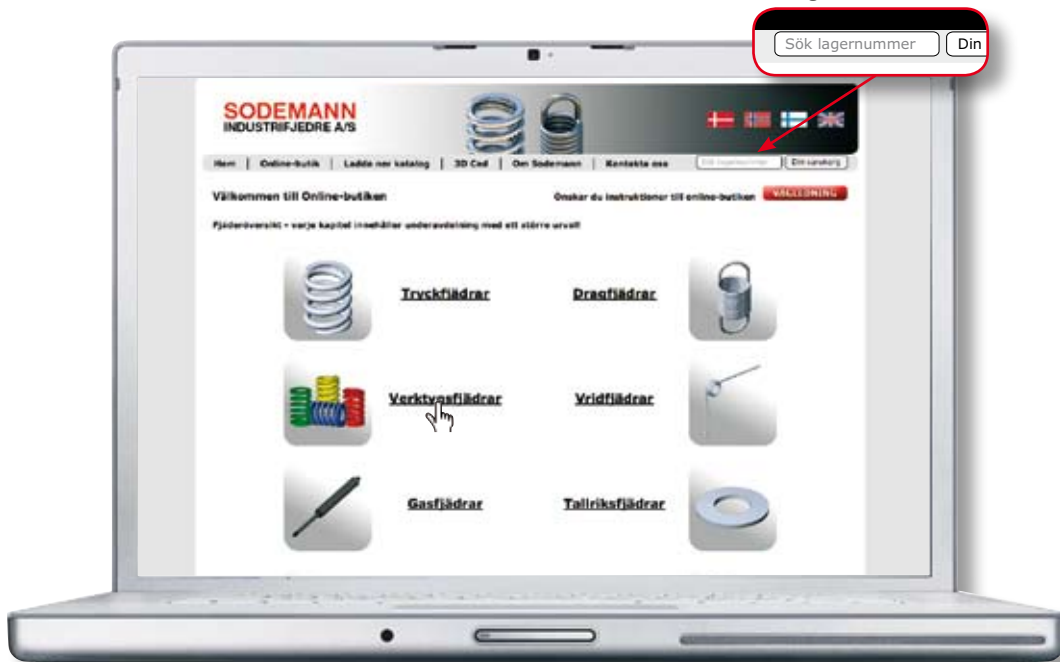 Sök lagernummer
Din
SODEMANN
INDUSTRIFJEDRE A/S
Hem | Online-butik | Ladda ner katalog | 3D Cad | Om Sodemann | Kontakta oss
Sök lagernummer
Din varukorg
Välkommen till Online-butiken
Önskar du instruktioner till online-butiken
VÄGLEDNING
Fjäderöversikt – varje kapitel innehåller underavdelning med ett större urval!
Tryckfjädrar
Dragfjädrar
Verktygsfjädrar
Vridfjädrar
Gasfjädrar
Tallriksfjädrar